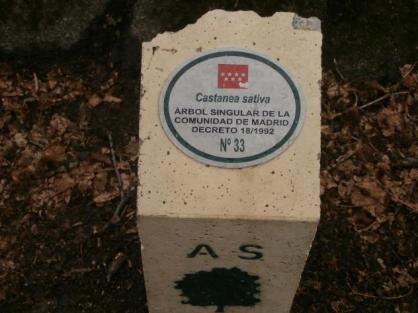 Castanea sativa
ÁRBOL SINGULAR DE LA
COMUNIDAD DE MADRID
DECRETO 18/1992
Nº 33
A S